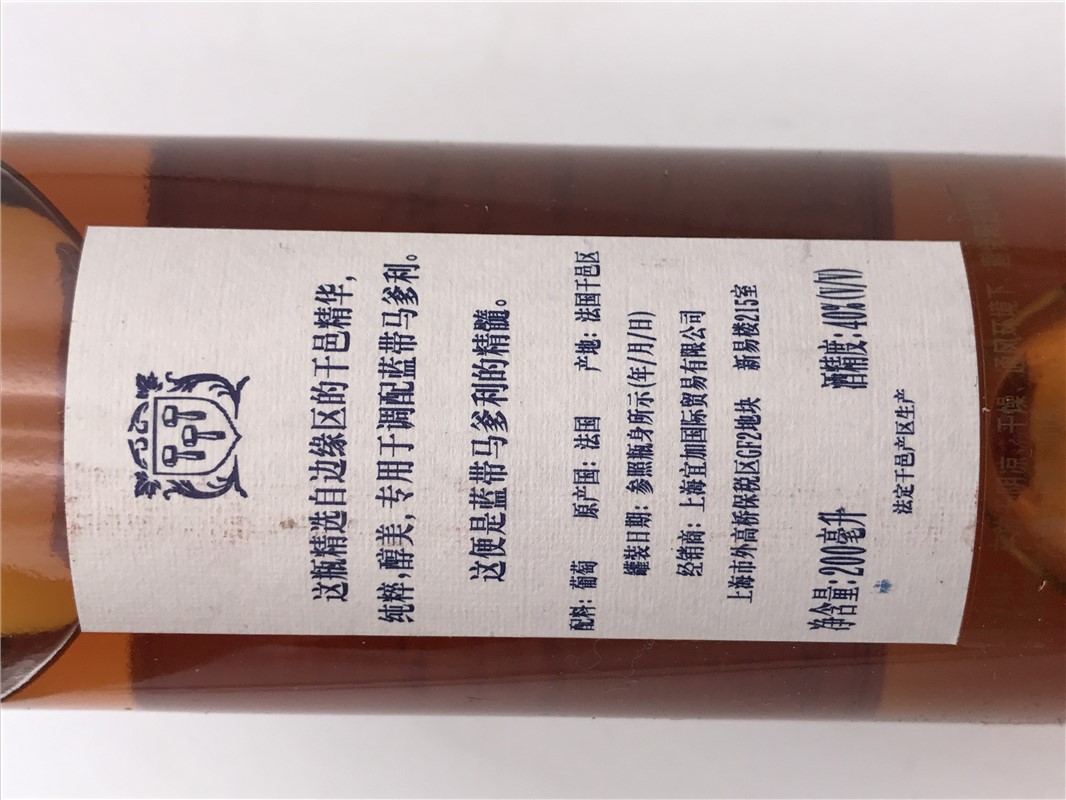 这瓶精选自边缘区的干邑精华，
纯粹，醇美，专用于调配蓝带马爹利。
这便是蓝带马爹利的精髓。
配料：葡萄 原产国：法国 产地：法国干邑区
罐装日期：参照瓶身所示(年/月/日)
经销商：上海宜加国际贸易有限公司
上海市外高桥保税区GF2地块 新易楼215室
净含量：200毫升 酒精度：40%(V/V)
法定干邑产区生产